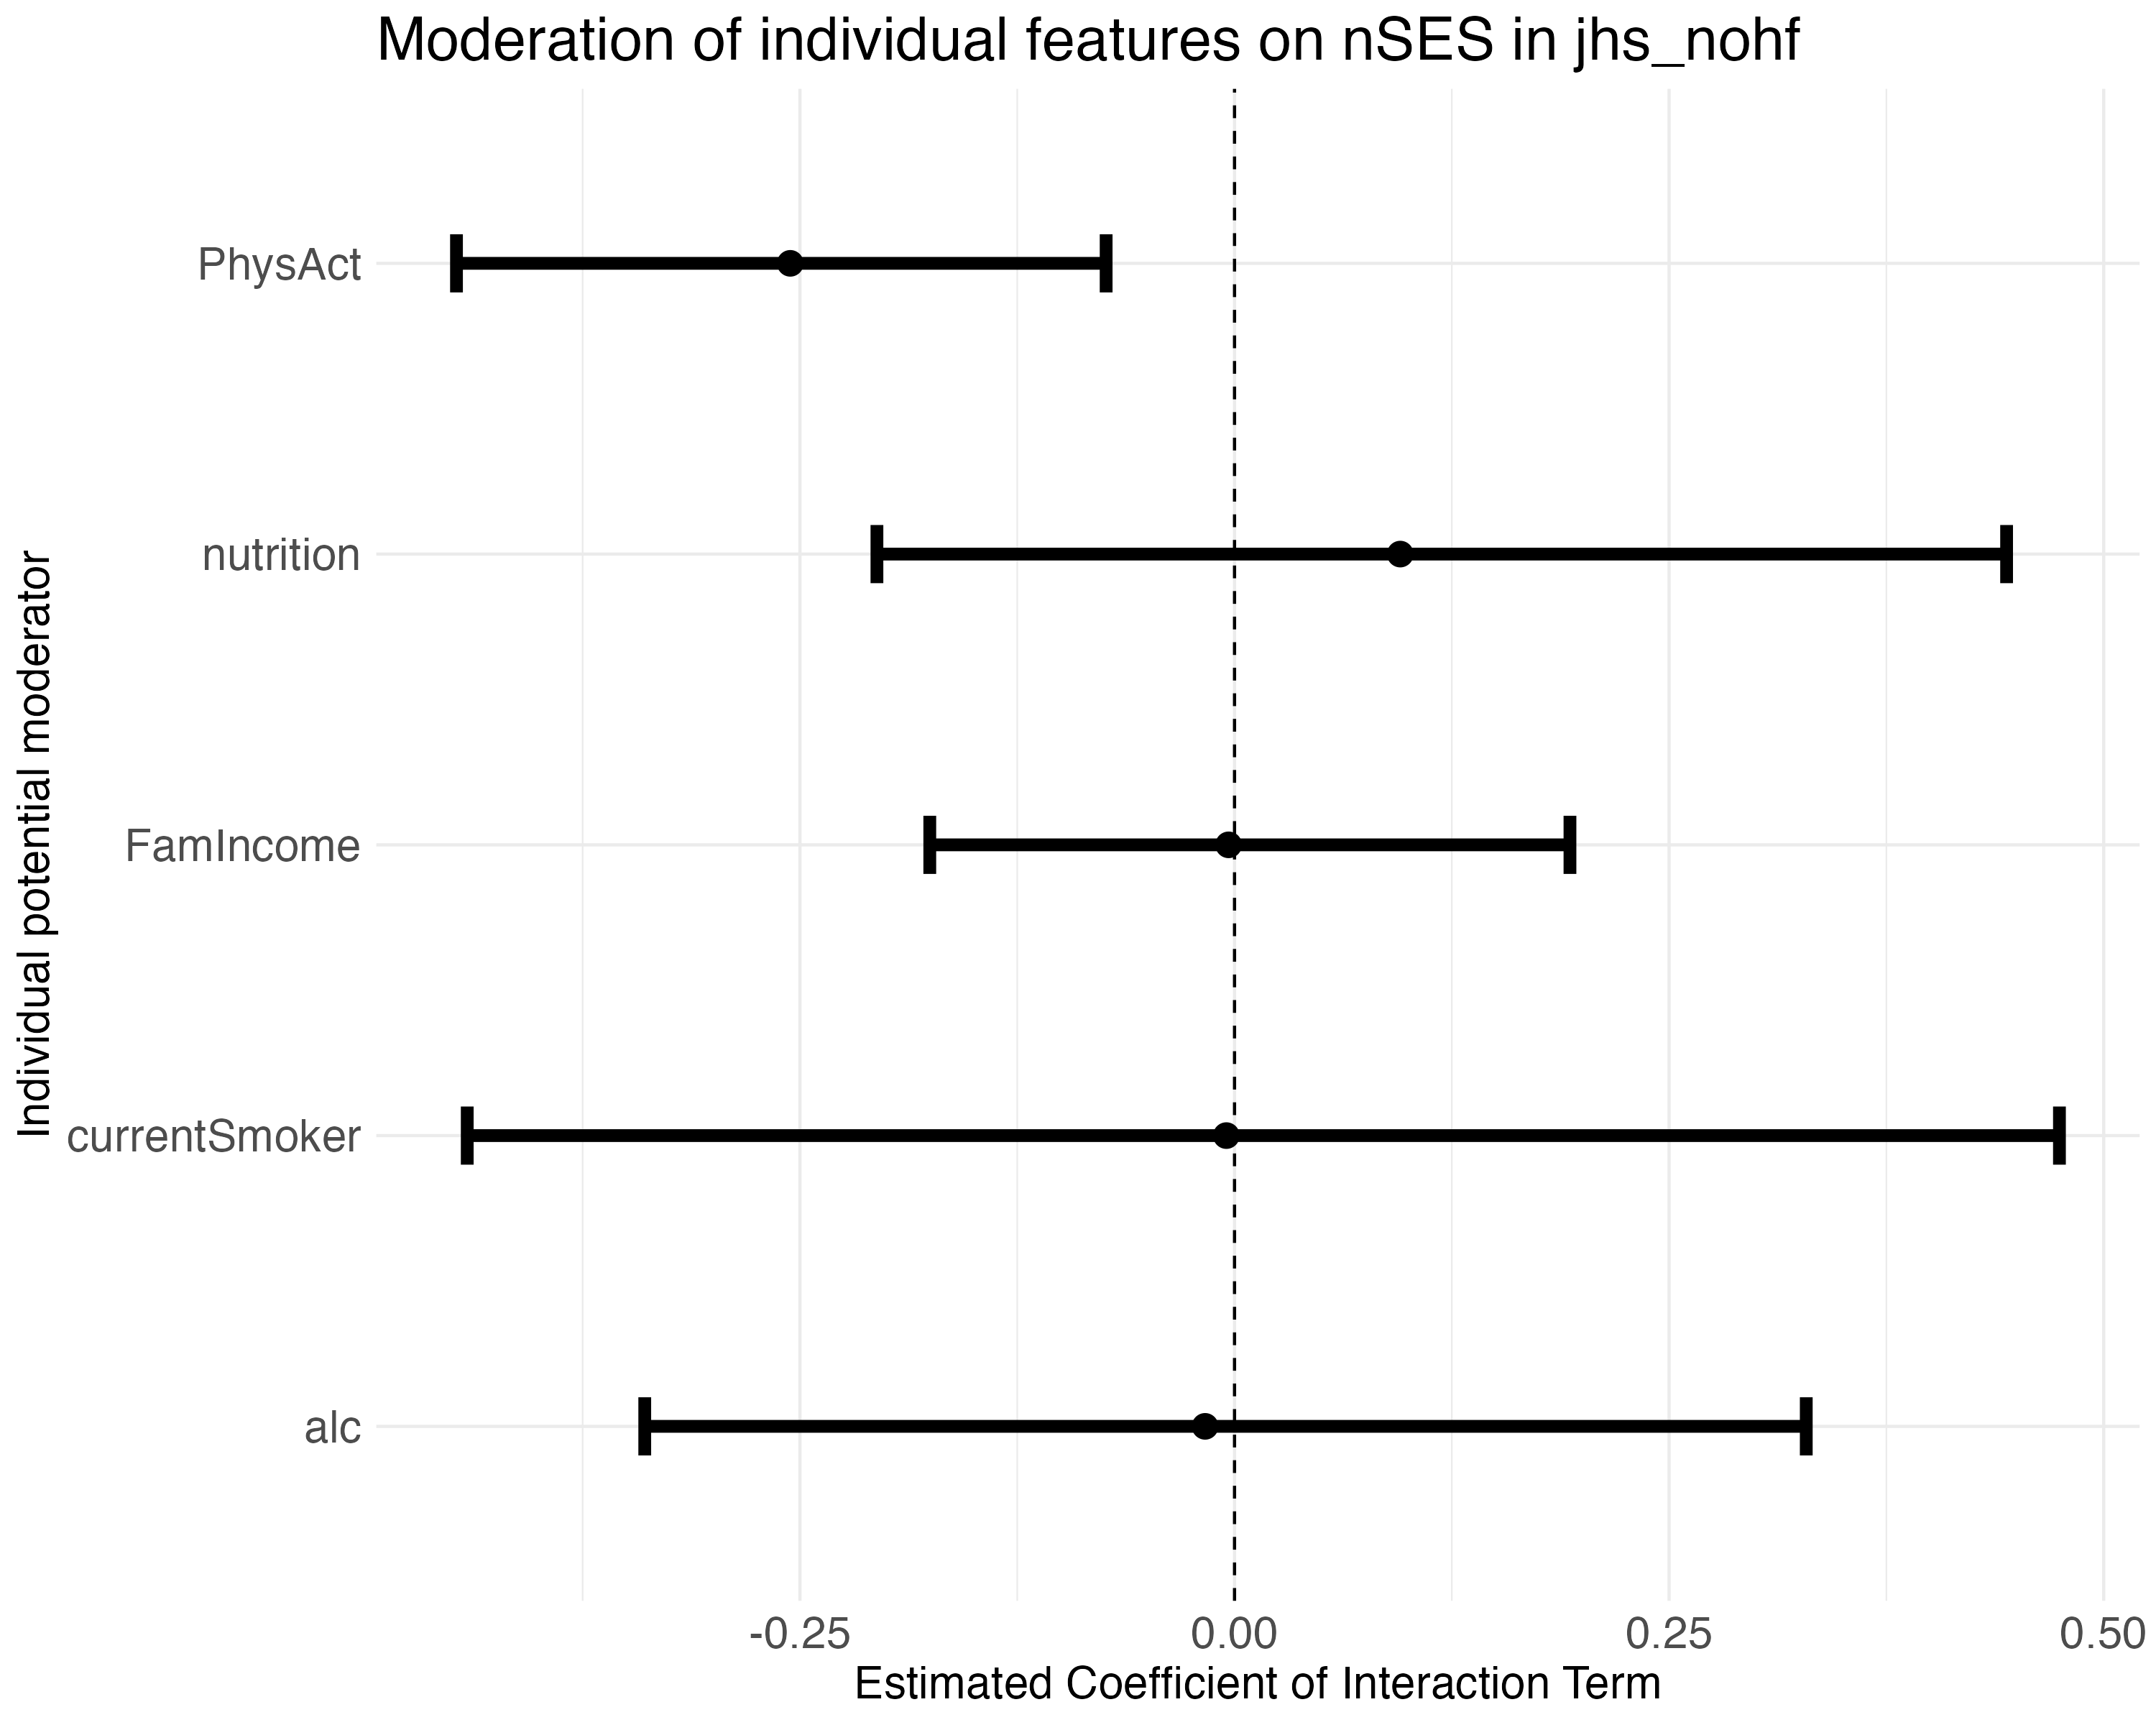 Moderation of individual features on nSES in jhs_nohf
Individual potential moderator
PhysAct
nutrition
FamIncome
currentSmoker
alc
-0.25 0.00 0.25 0.50
Estimated Coefficient of Interaction Term